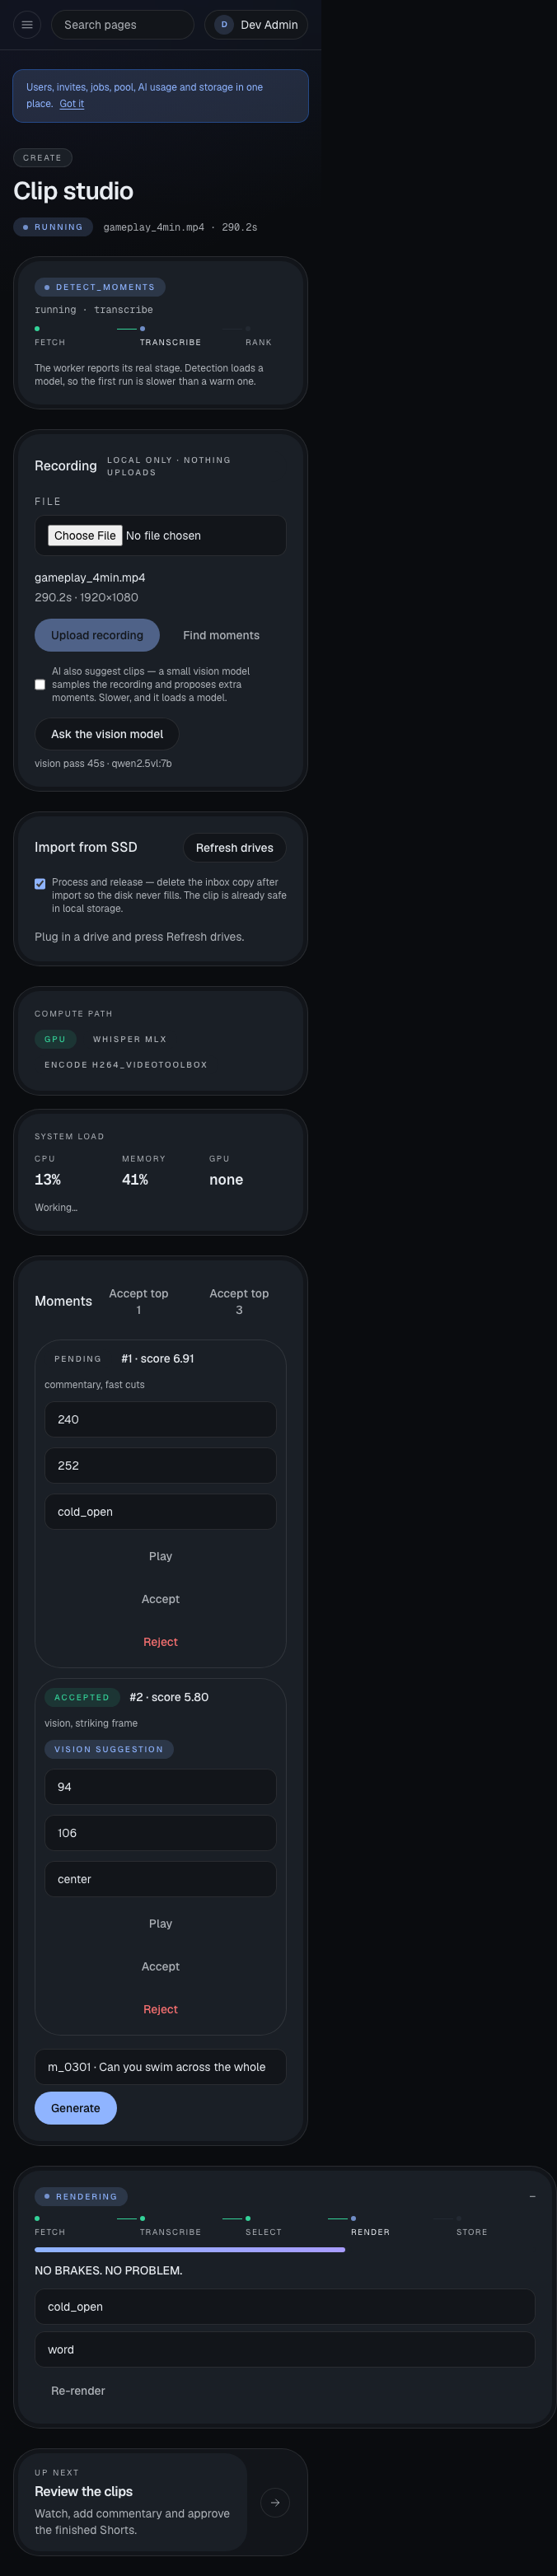 Search pages
D
Dev Admin
Users, invites, jobs, pool, AI usage and storage in one
place. Got it
CREATE
Clip studio
RUNNING
gameplay_4min.mp4 · 290.2s
DETECT_MOMENTS
running · transcribe
FETCH
TRANSCRIBE
RANK
The worker reports its real stage. Detection loads a
model, so the first run is slower than a warm one.
Recording
LOCAL ONLY · NOTHING
UPLOADS
FILE
Choose File No file chosen
gameplay_4min.mp4
290.2s · 1920×1080
Upload recording
Find moments
AI also suggest clips — a small vision model
samples the recording and proposes extra
moments. Slower, and it loads a model.
Ask the vision model
vision pass 45s · qwen2.5vl:7b
Import from SSD
Refresh drives
Process and release — delete the inbox copy after
import so the disk never fills. The clip is already safe
in local storage.
Plug in a drive and press Refresh drives.
COMPUTE PATH
GPU
WHISPER MLX
ENCODE H264_VIDEOTOOLBOX
SYSTEM LOAD
CPU
MEMORY
GPU
13%
41%
none
Working…
Moments
Accept top
1
Accept top
3
PENDING
#1 · score 6.91
commentary, fast cuts
240
252
cold_open
Play
Accept
Reject
ACCEPTED
#2 · score 5.80
vision, striking frame
VISION SUGGESTION
94
106
center
Play
Accept
Reject
m_0301 · Can you swim across the whole
Generate
RENDERING
—
FETCH
TRANSCRIBE
SELECT
RENDER
STORE
NO BRAKES. NO PROBLEM.
cold_open
word
Re-render
UP NEXT
Review the clips
Watch, add commentary and approve
the finished Shorts.